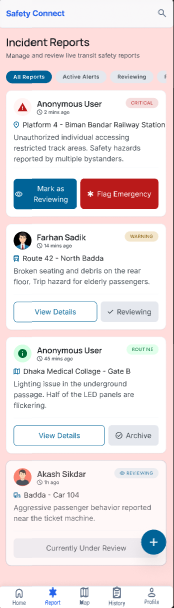 Safety Connect
Incident Reports
Manage and review live transit safety reports
All Reports
Active Alerts
Reviewing
Anonymous User
CRITICAL
2 mins ago
Platform 4 - Biman Bandar Railway Station
Unauthorized individual accessing
restricted track areas. Safety hazards
reported by multiple bystanders.
Mark as
Reviewing
Flag Emergency
Farhan Sadik
WARNING
14 mins ago
Route 42 - North Badda
Broken seating and debris on the rear
floor. Trip hazard for elderly passengers.
View Details
Reviewing
Anonymous User
ROUTINE
45 mins ago
Dhaka Medical Collage - Gate B
Lighting issue in the underground
passage. Half of the LED panels are
flickering.
View Details
Archive
Akash Sikdar
REVIEWING
1h ago
Badda - Car 104
Aggressive passenger behavior reported
near the ticket machine.
Currently Under Review
Home
Report
Map
History
Profile